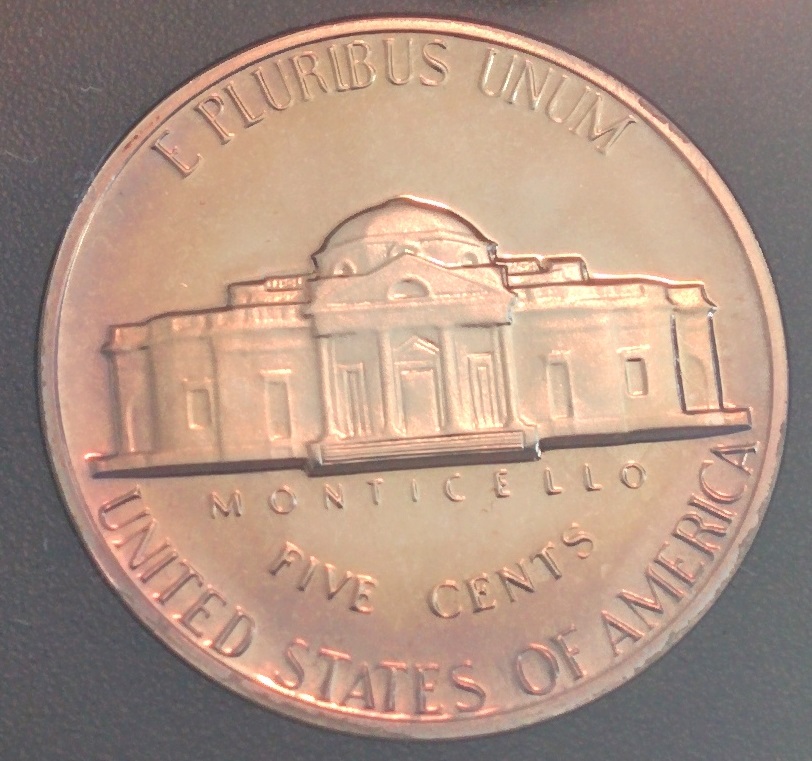 E PLURIBUS UNUM
MONTICELLO
FIVE CENTS
UNITED STATES OF AMERICA